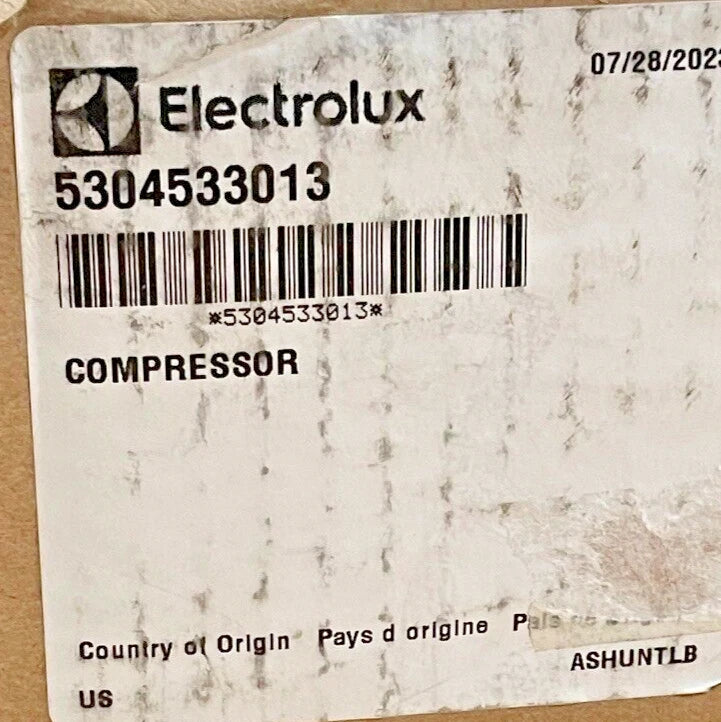 07/28/2023
Electrolux
5304533013
*5304533013*
COMPRESSOR
Country of Origin Pays d origine
ASHUNTLB
US